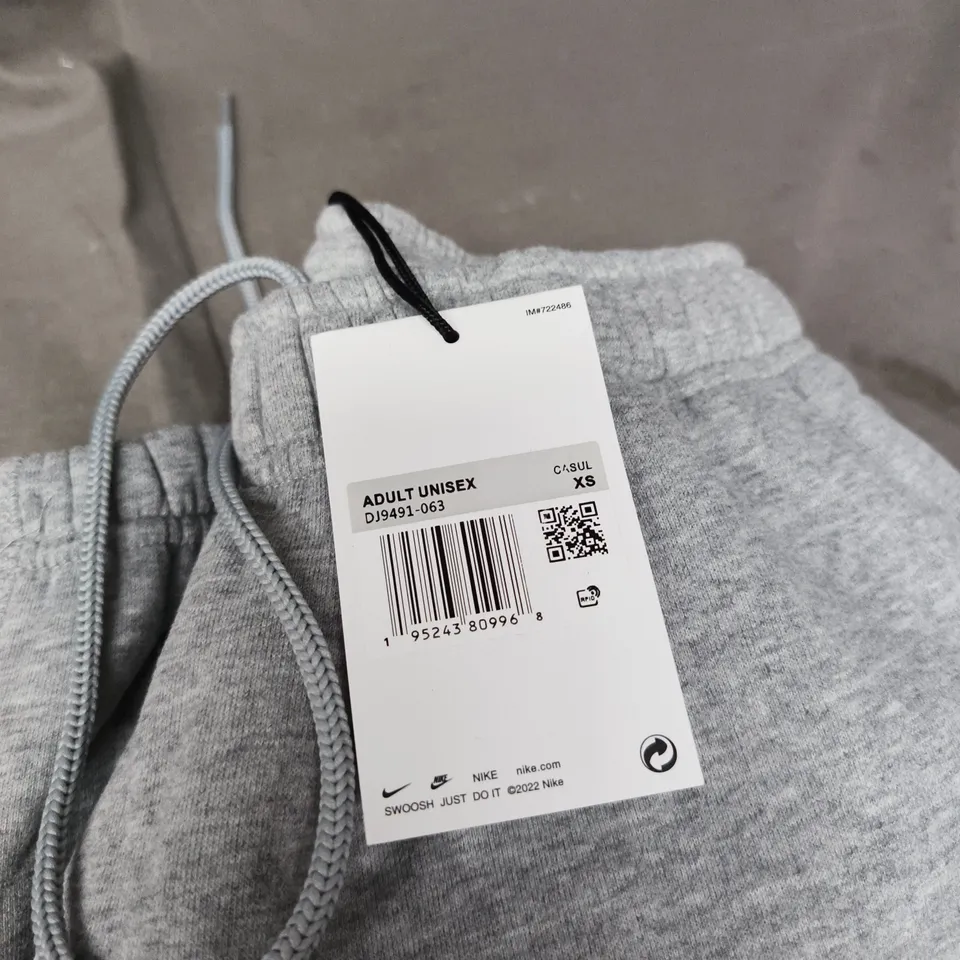 IM#722486
ADULT UNISEX
DJ9491-063
CASUL
XS
1 95243 80996 8
RFID
NIKE NIKE nike.com
SWOOSH JUST DO IT ©2022 Nike